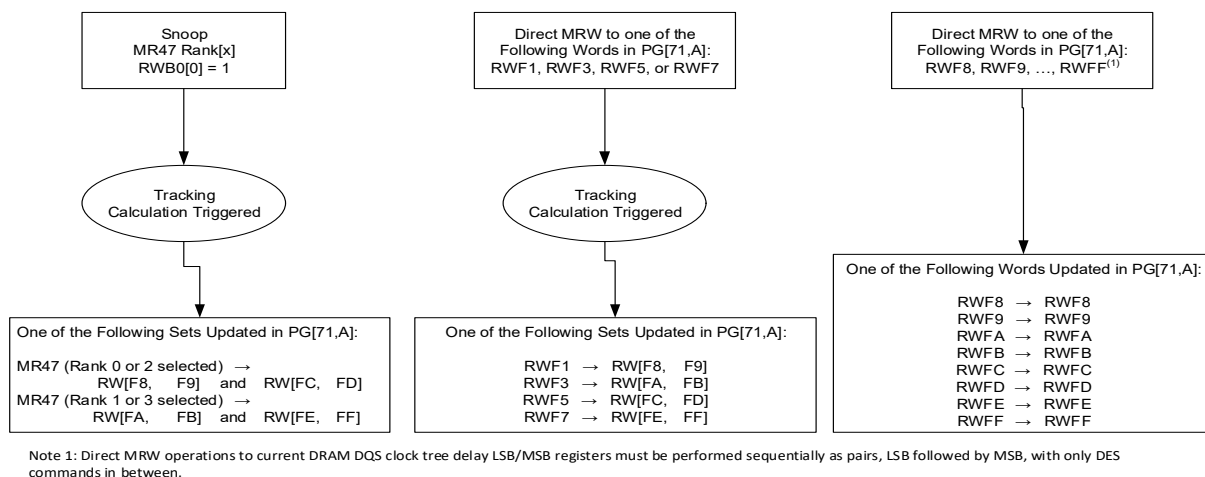 Snoop
MR47 Rank[x]
RWB0[0] = 1
Tracking
Calculation Triggered
One of the Following Sets Updated in PG[71,A]:
MR47 (Rank 0 or 2 selected) →
RW[F8, F9] and RW[FC, FD]
MR47 (Rank 1 or 3 selected) →
RW[FA, FB] and RW[FE, FF]
Direct MRW to one of the
Following Words in PG[71,A]:
RWF1, RWF3, RWF5, or RWF7
Tracking
Calculation Triggered
One of the Following Sets Updated in PG[71,A]:
RWF1 → RW[F8, F9]
RWF3 → RW[FA, FB]
RWF5 → RW[FC, FD]
RWF7 → RW[FE, FF]
Direct MRW to one of the
Following Words in PG[71,A]:
RWF8, RWF9, …, RWFF(1)
One of the Following Words Updated in PG[71,A]:
RWF8 → RWF8
RWF9 → RWF9
RWFA → RWFA
RWFB → RWFB
RWFC → RWFC
RWFD → RWFD
RWFE → RWFE
RWFF → RWFF
Note 1: Direct MRW operations to current DRAM DQS clock tree delay LSB/MSB registers must be performed sequentially as pairs, LSB followed by MSB, with only DES
commands in between.